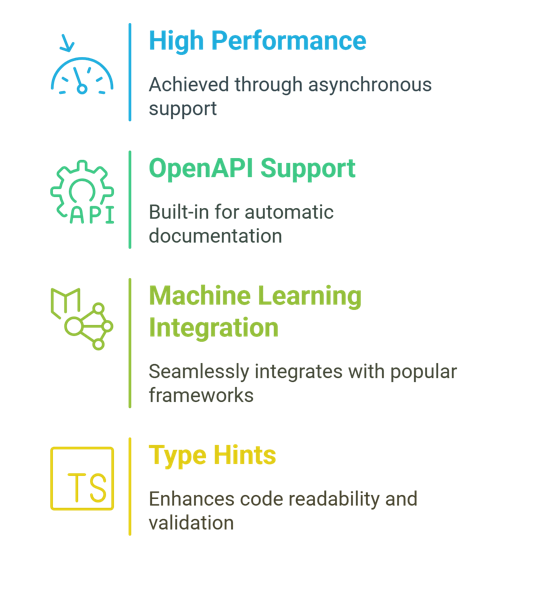 High Performance
Achieved through asynchronous
support
OpenAPI Support
Built-in for automatic
documentation
API
Machine Learning
Integration
Seamlessly integrates with popular
frameworks
Type Hints
TS
Enhances code readability and
validation